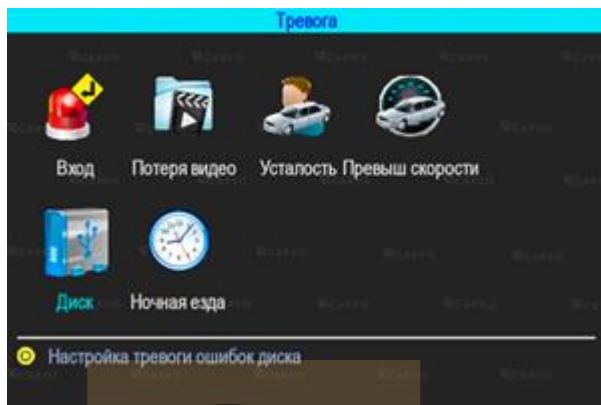 Тревога
Вход Потеря видео Усталость Превыш скорости
Диск Ночная езда
Настройка тревоги ошибок диска